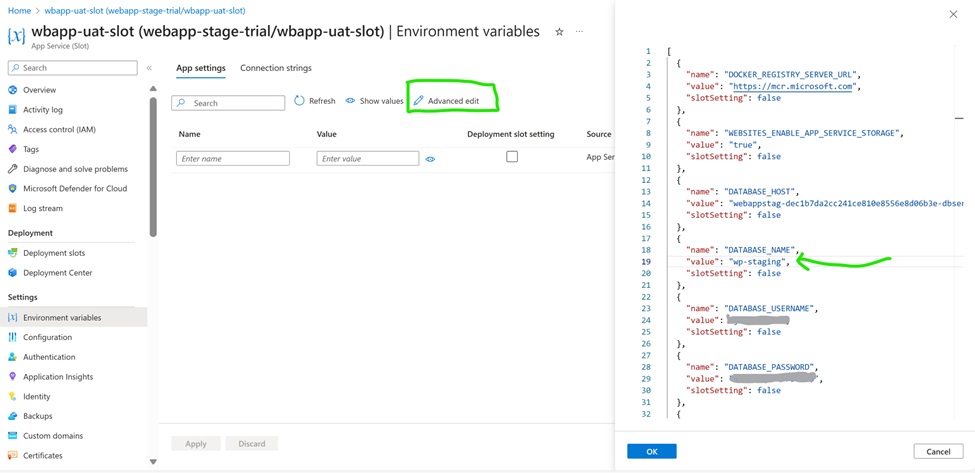 Home > wbapp-uat-slot (webapp-stage-trial/wbapp-uat-slot)
wbapp-uat-slot (webapp-stage-trial/wbapp-uat-slot) | Environment variables
App Service (Slot)
Search
Overview
Activity log
Access control (IAM)
Tags
Diagnose and solve problems
Microsoft Defender for Cloud
Log stream
Deployment
Deployment slots
Deployment Center
Settings
Environment variables
Configuration
Authentication
Application Insights
Identity
Backups
Custom domains
Certificates
App settings Connection strings
Search Refresh Show values Advanced edit
Name Value Deployment slot setting Source
Enter name Enter value App Ser
Apply Discard
1 [
2 {
3 "name": "DOCKER_REGISTRY_SERVER_URL",
4 "value": "https://mcr.microsoft.com",
5 "slotSetting": false
6 },
7 {
8 "name": "WEBSITES_ENABLE_APP_SERVICE_STORAGE",
9 "value": "true",
10 "slotSetting": false
11 },
12 {
13 "name": "DATABASE_HOST",
14 "value": "webappstag-dec1b7da2cc241ce810e8556e8d06b3e-dbser
15 "slotSetting": false
16 },
17 {
18 "name": "DATABASE_NAME",
19 "value": "wp-staging",
20 "slotSetting": false
21 },
22 {
23 "name": "DATABASE_USERNAME",
24 "value":
25 "slotSetting": false
26 },
27 {
28 "name": "DATABASE_PASSWORD",
29 "value": ,
30 "slotSetting": false
31 },
32 {
OK Cancel